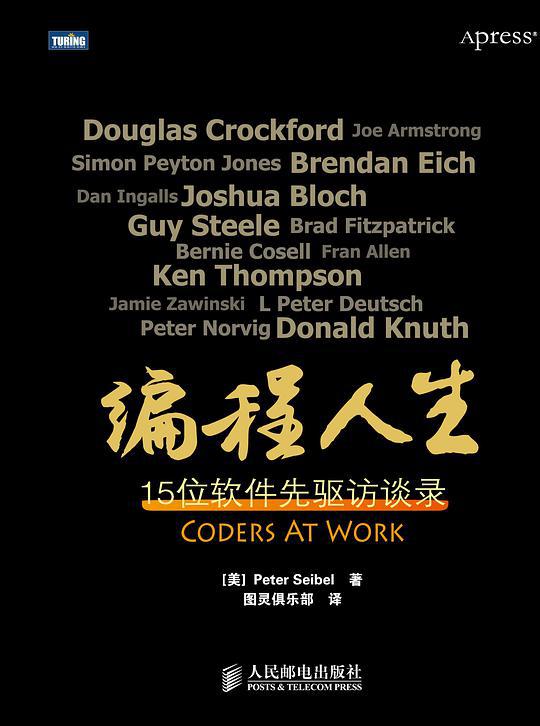 TURING
Apress®
Douglas Crockford Joe Armstrong
Simon Peyton Jones Brendan Eich
Dan Ingalls Joshua Bloch
Guy Steele Brad Fitzpatrick
Bernie Cosell Fran Allen
Ken Thompson
Jamie Zawinski L Peter Deutsch
Peter Norvig Donald Knuth
编程人生
15位软件先驱访谈录
CODERS AT WORK
[美] Peter Seibel 著
图灵俱乐部 译
人民邮电出版社
POSTS & TELECOM PRESS